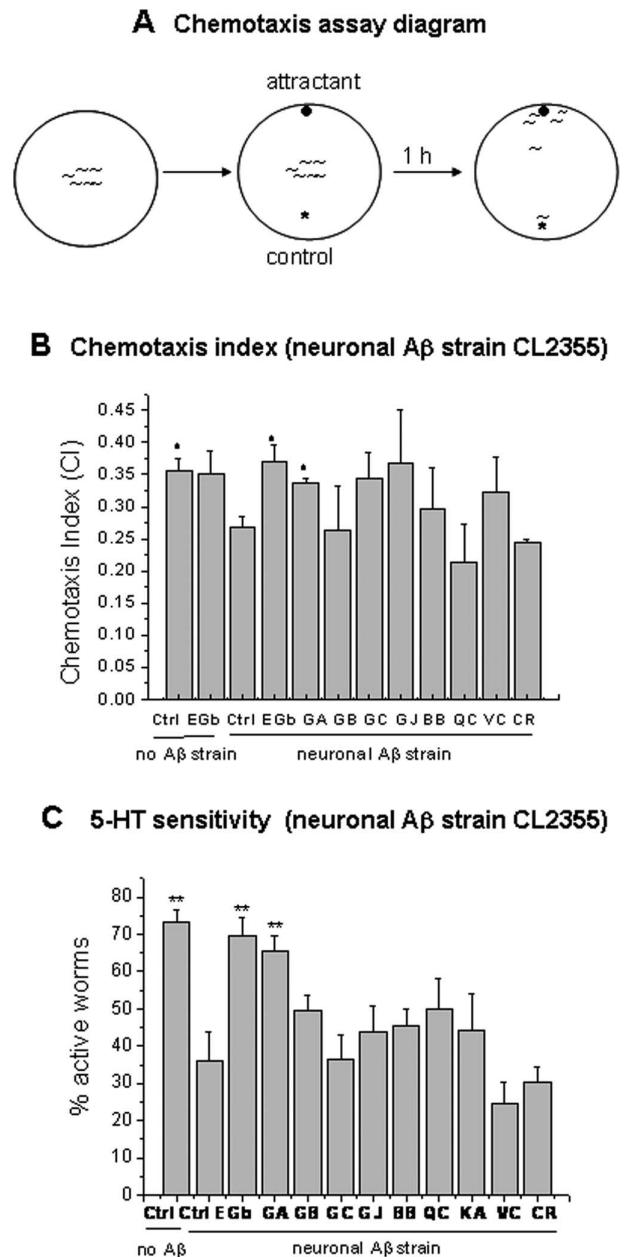 A Chemotaxis assay diagram
attractant
1 h
*
*
control
B Chemotaxis index (neuronal Aβ strain CL2355)
Chemotaxis Index (CI)
0.45
0.40
0.35
0.30
0.25
0.20
0.15
0.10
0.05
0.00
* * *
Ctrl EGb Ctrl EGb GA GB GC GJ BB QC VC CR
no Aβ strain neuronal Aβ strain
C 5-HT sensitivity (neuronal Aβ strain CL2355)
% active worms
80
70
60
50
40
30
20
10
0
** ** **
Ctrl Ctrl EGb GA GB GC GJ BB QC KA VC CR
no Aβ neuronal Aβ strain